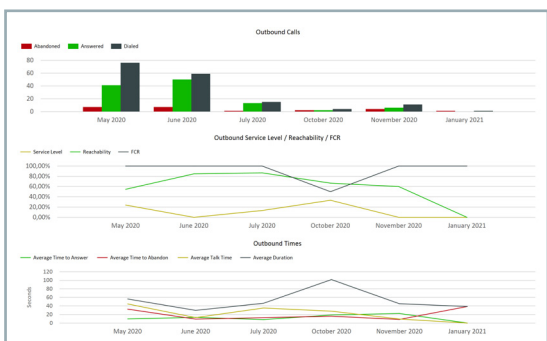 Outbound Calls
Abandoned Answered Dialed
80
60
40
20
0
May 2020 June 2020 July 2020 October 2020 November 2020 January 2021
Outbound Service Level / Reachability / FCR
Service Level Reachability FCR
100,00%
80,00%
60,00%
40,00%
20,00%
0,00%
May 2020 June 2020 July 2020 October 2020 November 2020 January 2021
Outbound Times
Average Time to Answer Average Time to Abandon Average Talk Time Average Duration
Seconds
120
100
80
60
40
20
0
May 2020 June 2020 July 2020 October 2020 November 2020 January 2021